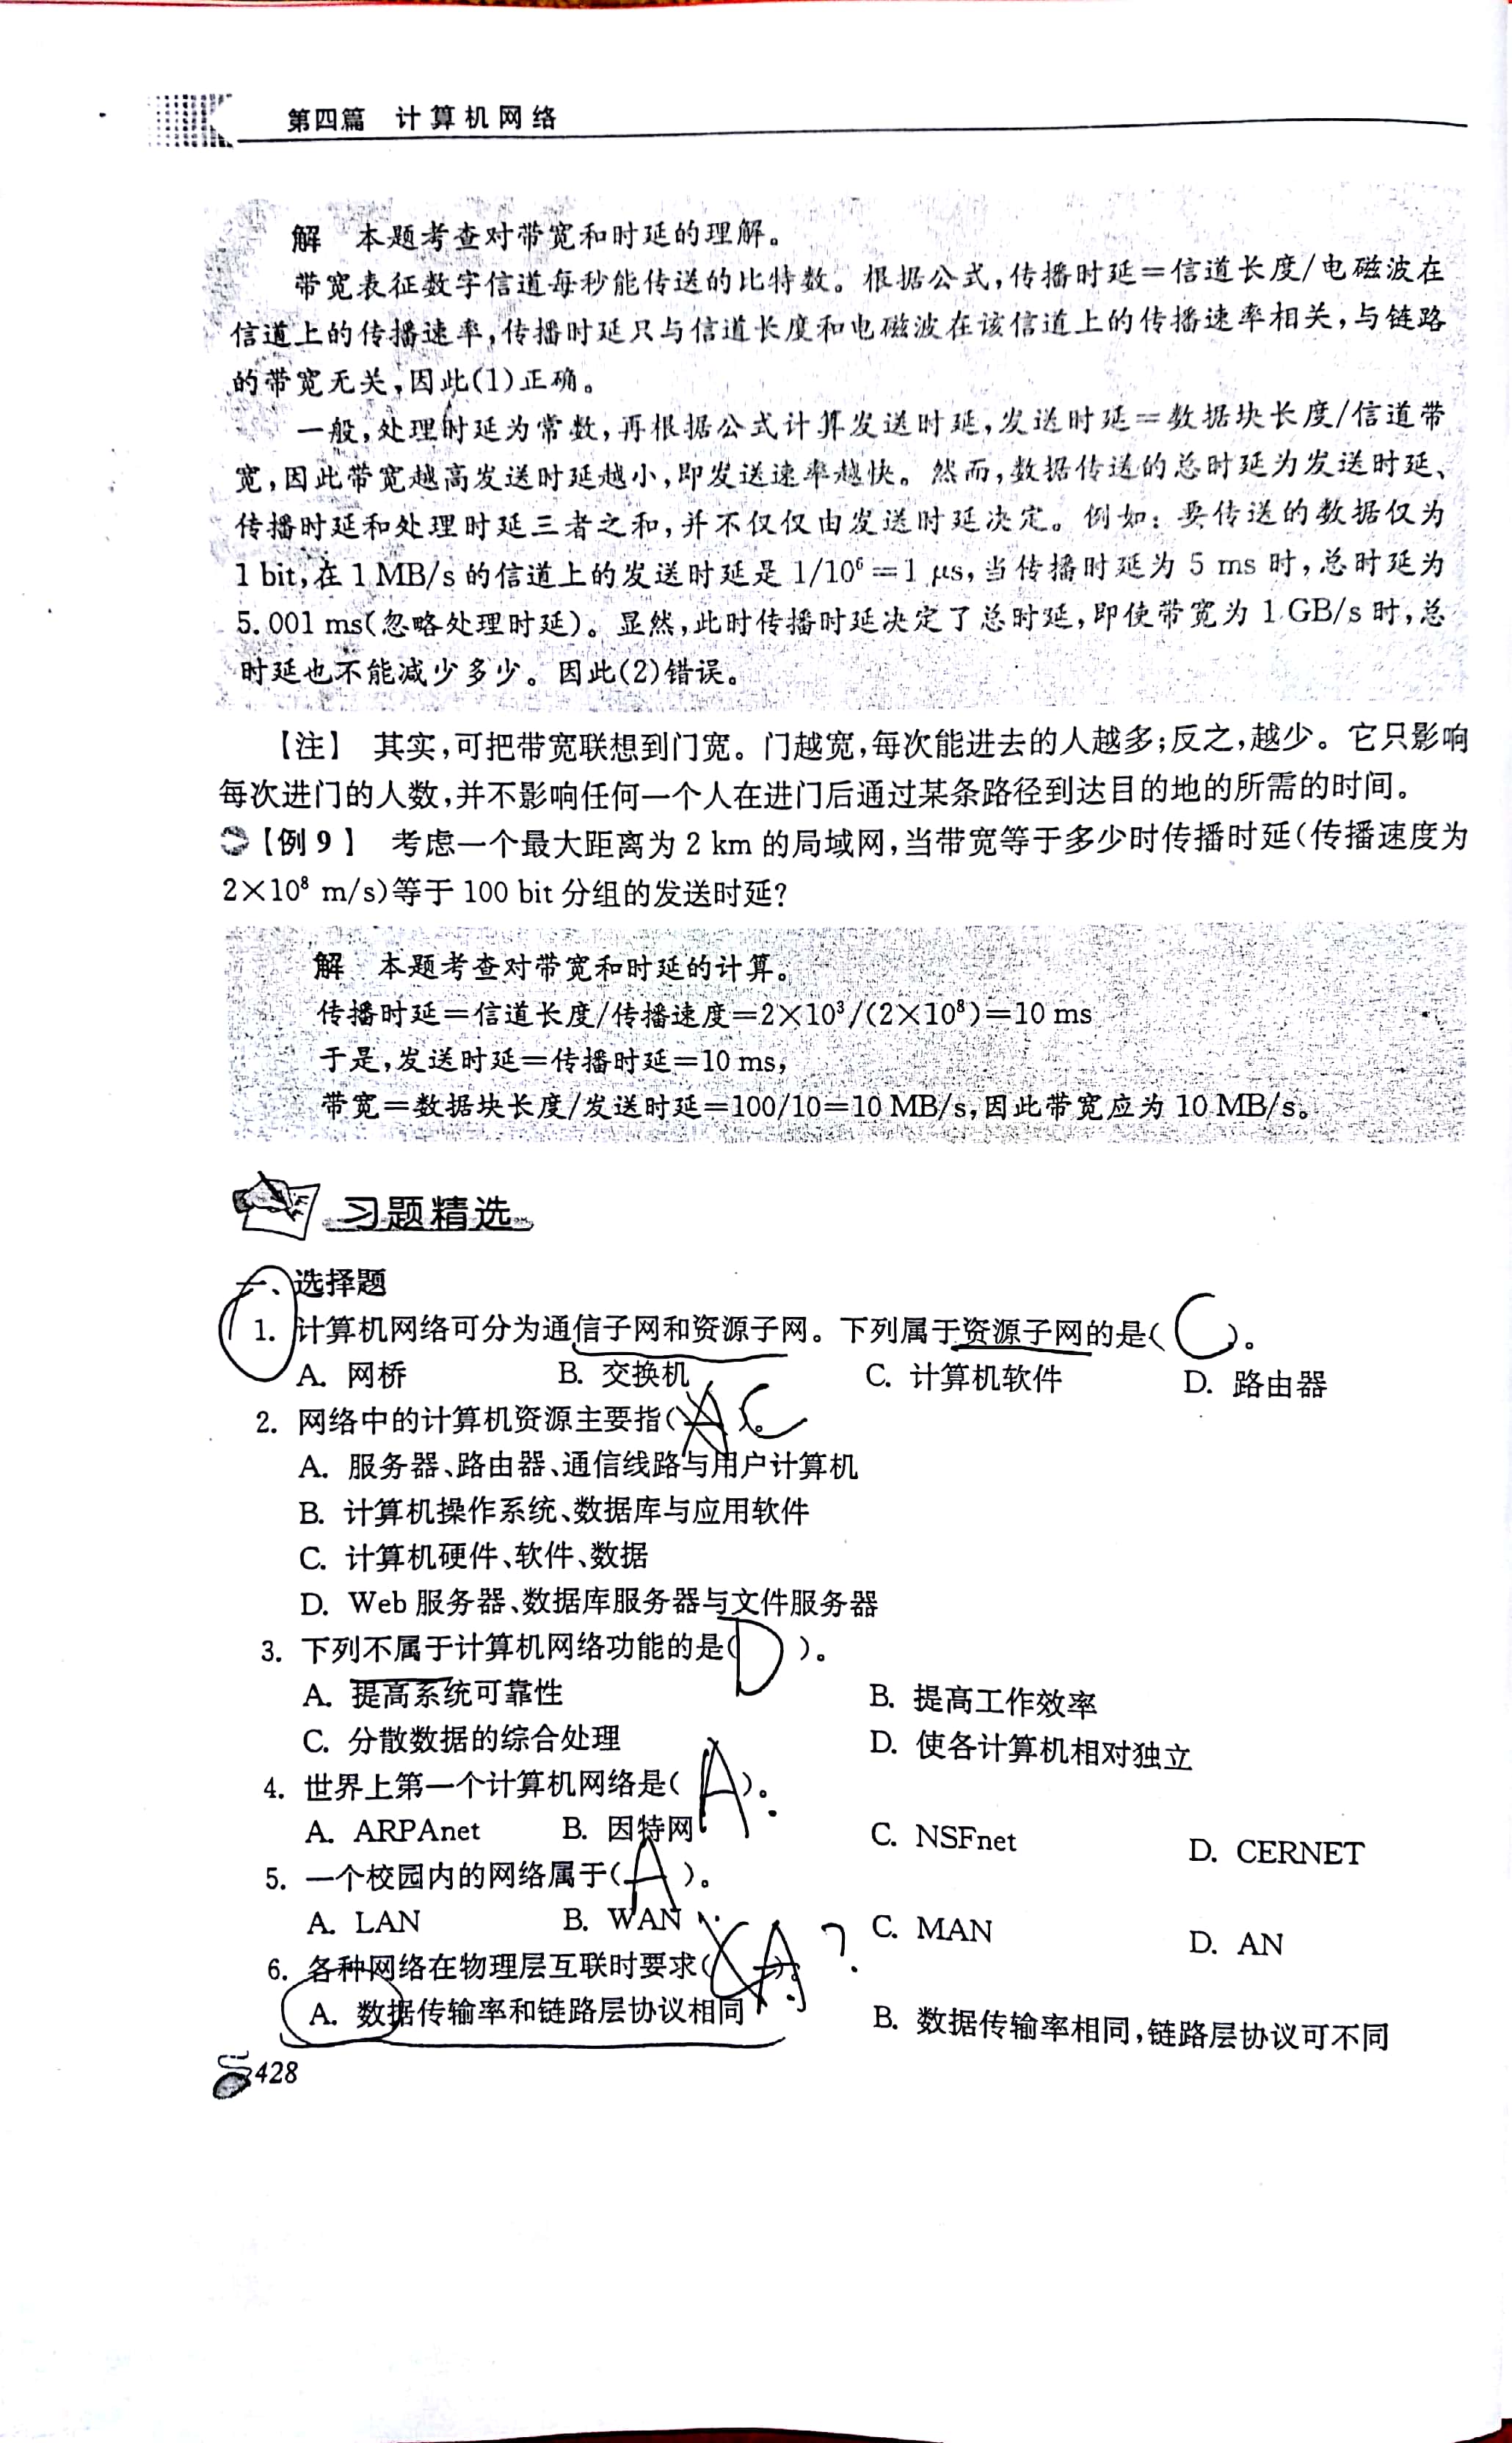 第四篇 计算机网络
解 本题考查对带宽和时延的理解。
带宽表征数字信道每秒能传送的比特数。根据公式,传播时延=信道长度/电磁波在
信道上的传播速率,传播时延只与信道长度和电磁波在该信道上的传播速率相关,与链路
的带宽无关,因此(1)正确。
一般,处理时延为常数,再根据公式计算发送时延,发送时延=数据块长度/信道带
宽,因此带宽越高发送时延越小,即发送速率越快。然而,数据传送的总时延为发送时延、
传播时延和处理时延三者之和,并不仅仅由发送时延决定。例如:要传送的数据仅为
1 bit,在 1 MB/s 的信道上的发送时延是 1/10⁶=1 μs,当传播时延为 5 ms 时,总时延为
5.001 ms(忽略处理时延)。显然,此时传播时延决定了总时延,即使带宽为 1 GB/s 时,总
时延也不能减少多少。因此(2)错误。
【注】 其实,可把带宽联想到门宽。门越宽,每次能进去的人越多;反之,越少。它只影响
每次进门的人数,并不影响任何一个人在进门后通过某条路径到达目的地的所需的时间。
【例 9】 考虑一个最大距离为 2 km 的局域网,当带宽等于多少时传播时延(传播速度为
2×10⁸ m/s)等于 100 bit 分组的发送时延?
解 本题考查对带宽和时延的计算。
传播时延=信道长度/传播速度=2×10³/(2×10⁸)=10 ms
于是,发送时延=传播时延=10 ms,
带宽=数据块长度/发送时延=100/10=10 MB/s,因此带宽应为 10 MB/s。
习题精选
一、选择题
1. 计算机网络可分为通信子网和资源子网。下列属于资源子网的是( C )。
A. 网桥 B. 交换机 C. 计算机软件 D. 路由器
2. 网络中的计算机资源主要指( A )。 C
A. 服务器、路由器、通信线路与用户计算机
B. 计算机操作系统、数据库与应用软件
C. 计算机硬件、软件、数据
D. Web 服务器、数据库服务器与文件服务器
3. 下列不属于计算机网络功能的是( D )。
A. 提高系统可靠性 B. 提高工作效率
C. 分散数据的综合处理 D. 使各计算机相对独立
4. 世界上第一个计算机网络是( A )。
A. ARPAnet B. 因特网 C. NSFnet D. CERNET
5. 一个校园内的网络属于( A )。
A. LAN B. WAN C. MAN D. AN
6. 各种网络在物理层互联时要求( A )。 ?
A. 数据传输率和链路层协议相同 B. 数据传输率相同,链路层协议可不同
428